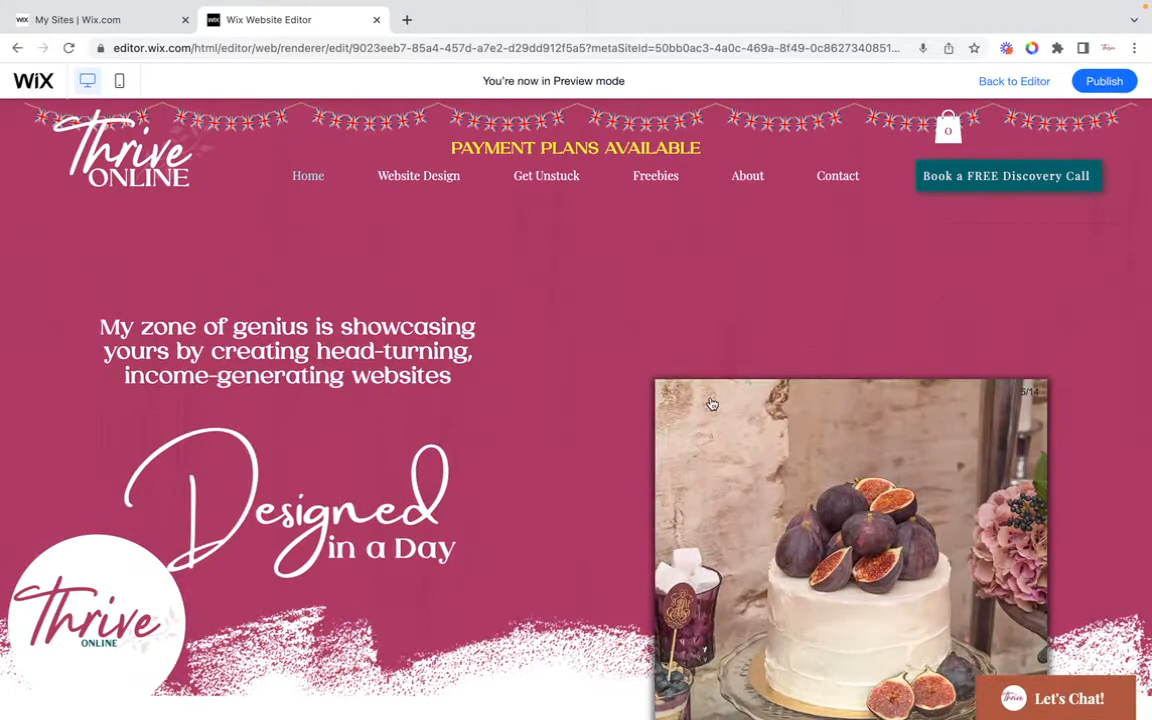 My Sites | Wix.com
Wix Website Editor
editor.wix.com/html/editor/web/renderer/edit/9023eeb7-85a4-457d-a7e2-d29dd912f5a5?metaSiteId=50bb0ac3-4a0c-469a-8f49-0c8627340851...
WIX
You're now in Preview mode
Back to Editor
Publish
Thrive
ONLINE
PAYMENT PLANS AVAILABLE
0
Home
Website Design
Get Unstuck
Freebies
About
Contact
Book a FREE Discovery Call
My zone of genius is showcasing
yours by creating head-turning,
income-generating websites
Designed
in a Day
Thrive
ONLINE
Thrive
Let's Chat!